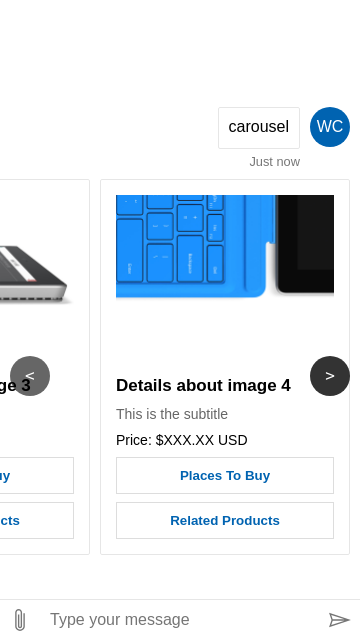 carousel
WC
Just now
ge 3
<
>
Details about image 4
This is the subtitle
Price: $XXX.XX USD
uy
Places To Buy
cts
Related Products
Type your message